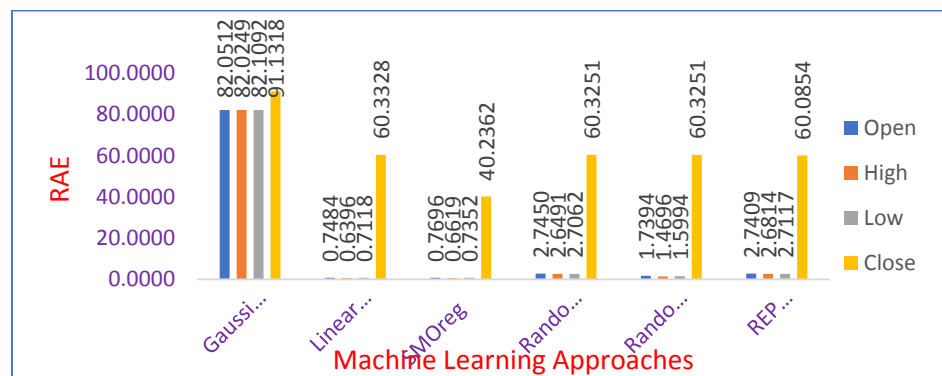 82.0512
82.0249
82.1092
91.1318
0.7484
0.6396
0.7118
60.3328
0.7696
0.6619
0.7352
40.2362
2.7450
2.6491
2.7062
60.3251
1.7394
1.4696
1.5994
60.3251
2.7409
2.6814
2.7117
60.0854
100.0000
80.0000
60.0000
40.0000
20.0000
0.0000
RAE
Open
High
Low
Close
Gaussi...
Linear...
SMOreg
Rando...
Rando...
REP...
Machine Learning Approaches